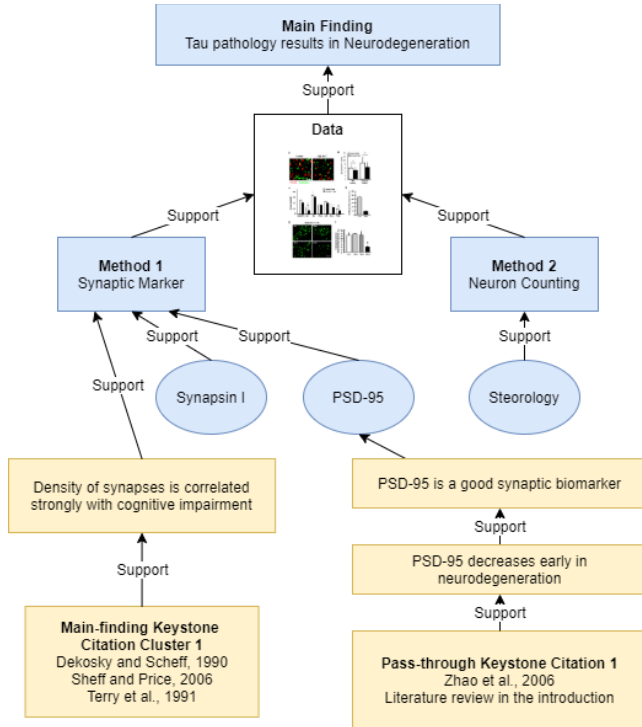 Main Finding
Tau pathology results in Neurodegeneration
Support
Data
Support
Support
Method 1
Synaptic Marker
Method 2
Neuron Counting
Support
Support
Support
Support
Synapsin I
PSD-95
Steorology
Density of synapses is correlated
strongly with cognitive impairment
PSD-95 is a good synaptic biomarker
Support
PSD-95 decreases early in
neurodegeneration
Support
Support
Main-finding Keystone
Citation Cluster 1
Dekosky and Scheff, 1990
Sheff and Price, 2006
Terry et al., 1991
Pass-through Keystone Citation 1
Zhao et al., 2006
Literature review in the introduction